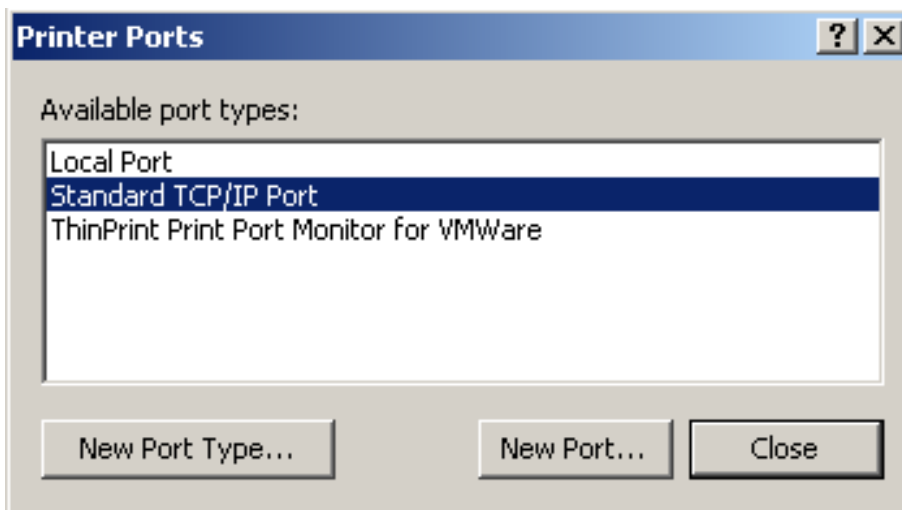 Printer Ports
Available port types:
Local Port
Standard TCP/IP Port
ThinPrint Print Port Monitor for VMWare
New Port Type... New Port... Close